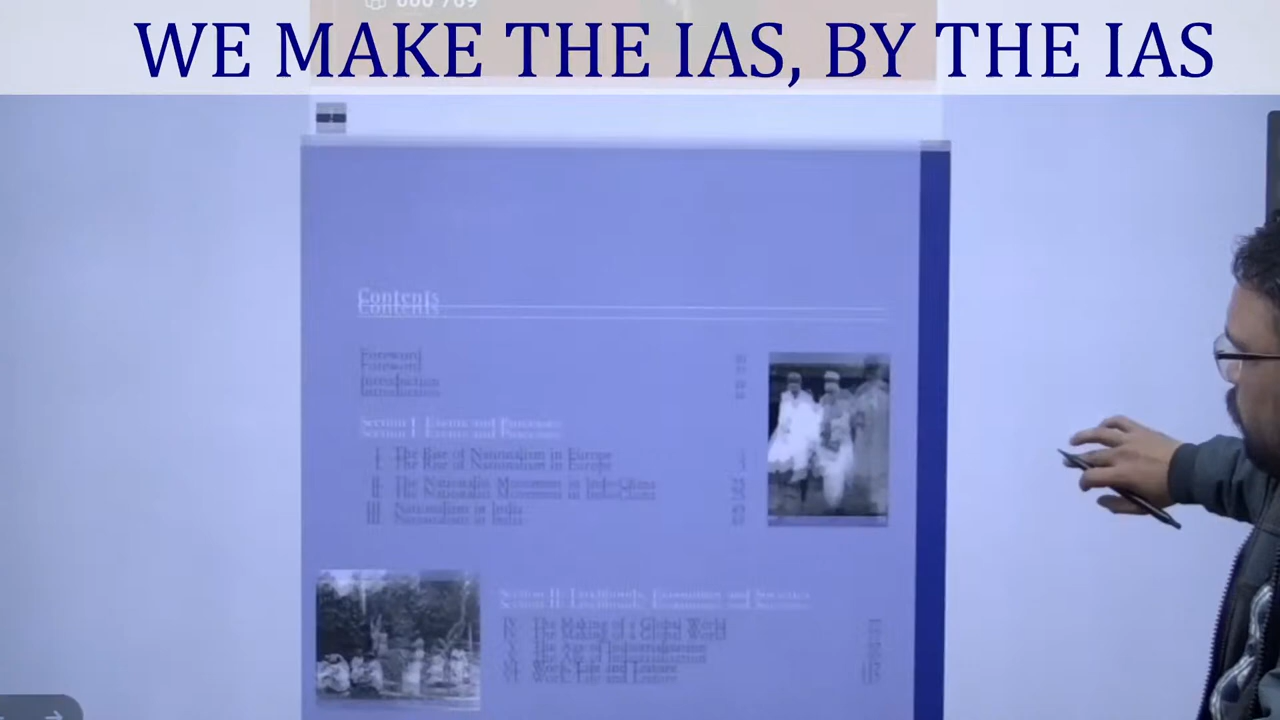 WE MAKE THE IAS, BY THE IAS
Contents
Foreword
Introduction
Section I: Events and Processes
I. The Rise of Nationalism in Europe
II. The Nationalist Movement in Indo-China
III. Nationalism in India
Section II: Livelihoods, Economies and Societies
IV. The Making of a Global World
V. The Age of Industrialisation
VI. Work, Life and Leisure